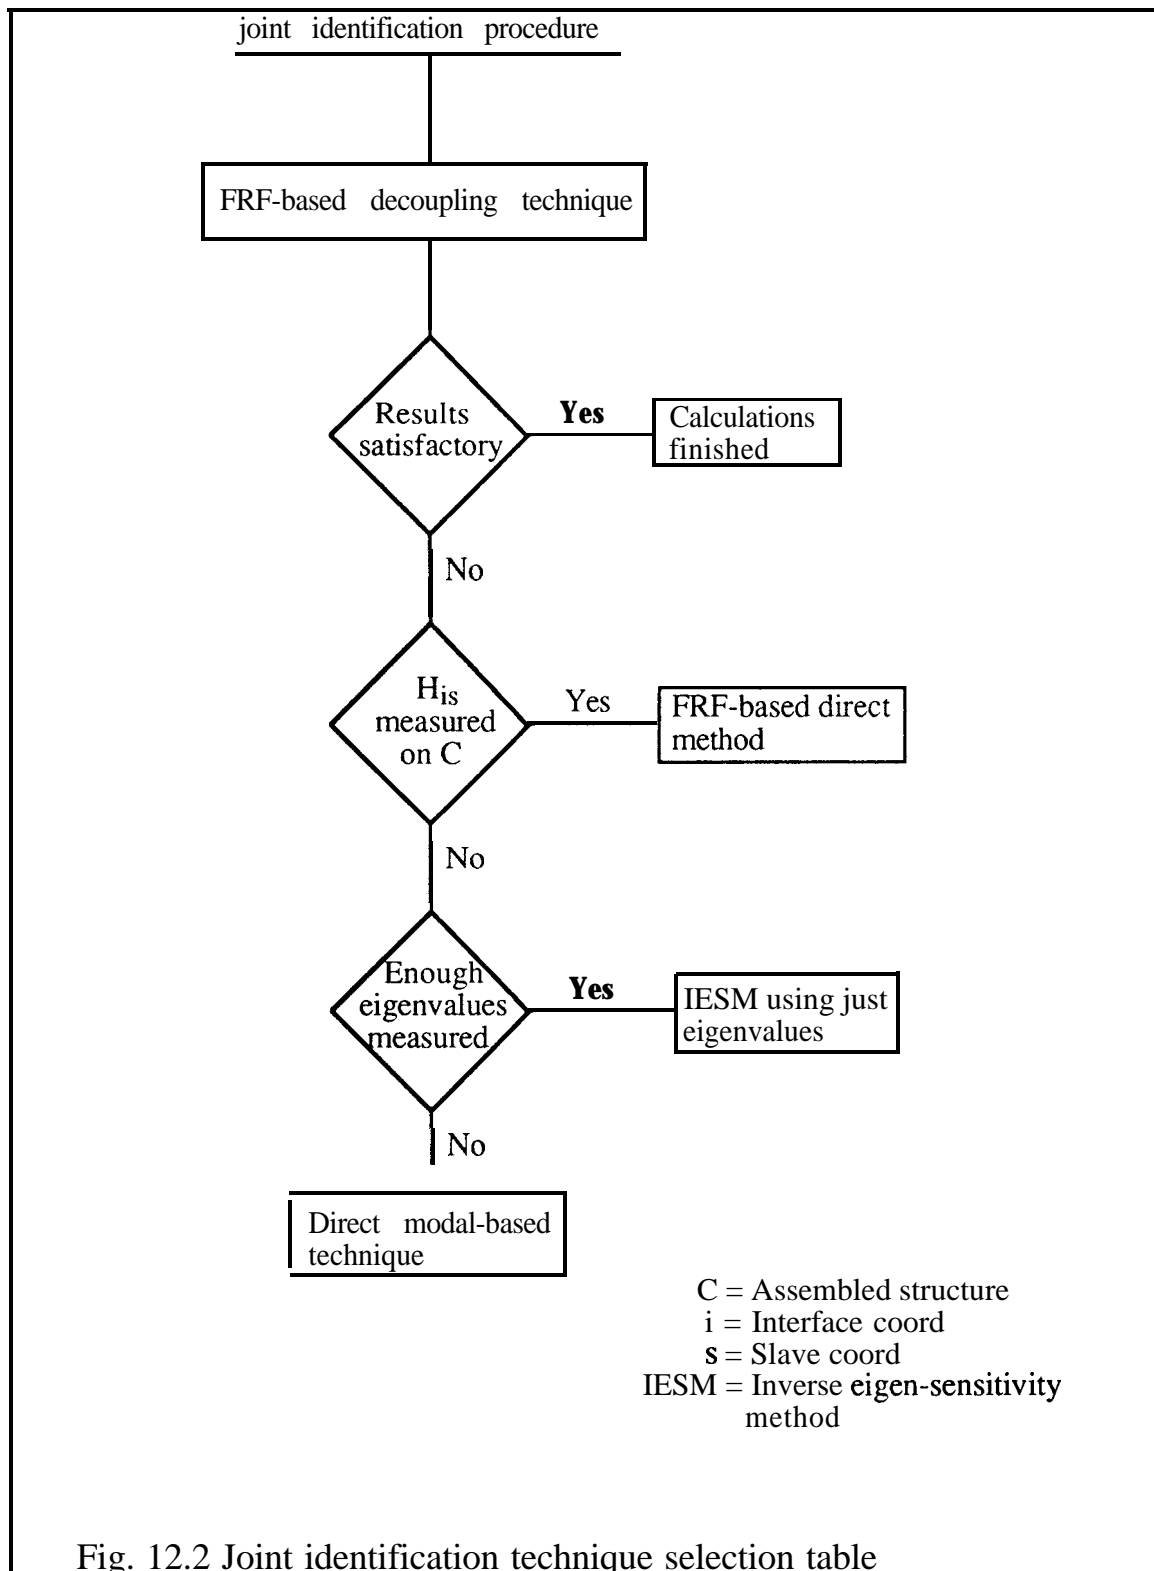 joint identification procedure
FRF-based decoupling technique
Results
satisfactory
Yes
Calculations
finished
No
His
measured
on C
Yes
FRF-based direct
method
No
Enough
eigenvalues
measured
Yes
IESM using just
eigenvalues
No
Direct modal-based
technique
C = Assembled structure
i = Interface coord
s = Slave coord
IESM = Inverse eigen-sensitivity
method
Fig. 12.2 Joint identification technique selection table